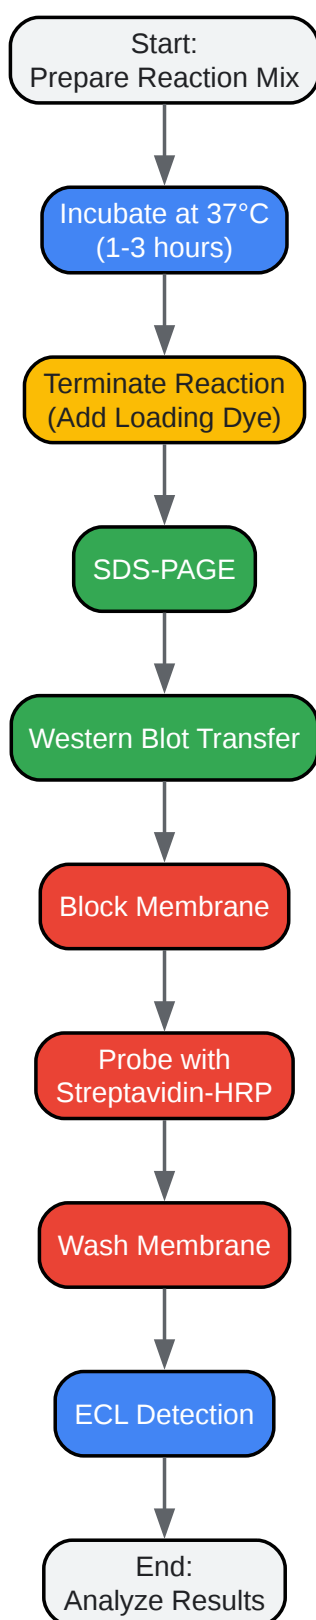 Start:
Prepare Reaction Mix
Incubate at 37°C
(1-3 hours)
Terminate Reaction
(Add Loading Dye)
SDS-PAGE
Western Blot Transfer
Block Membrane
Probe with
Streptavidin-HRP
Wash Membrane
ECL Detection
End:
Analyze Results